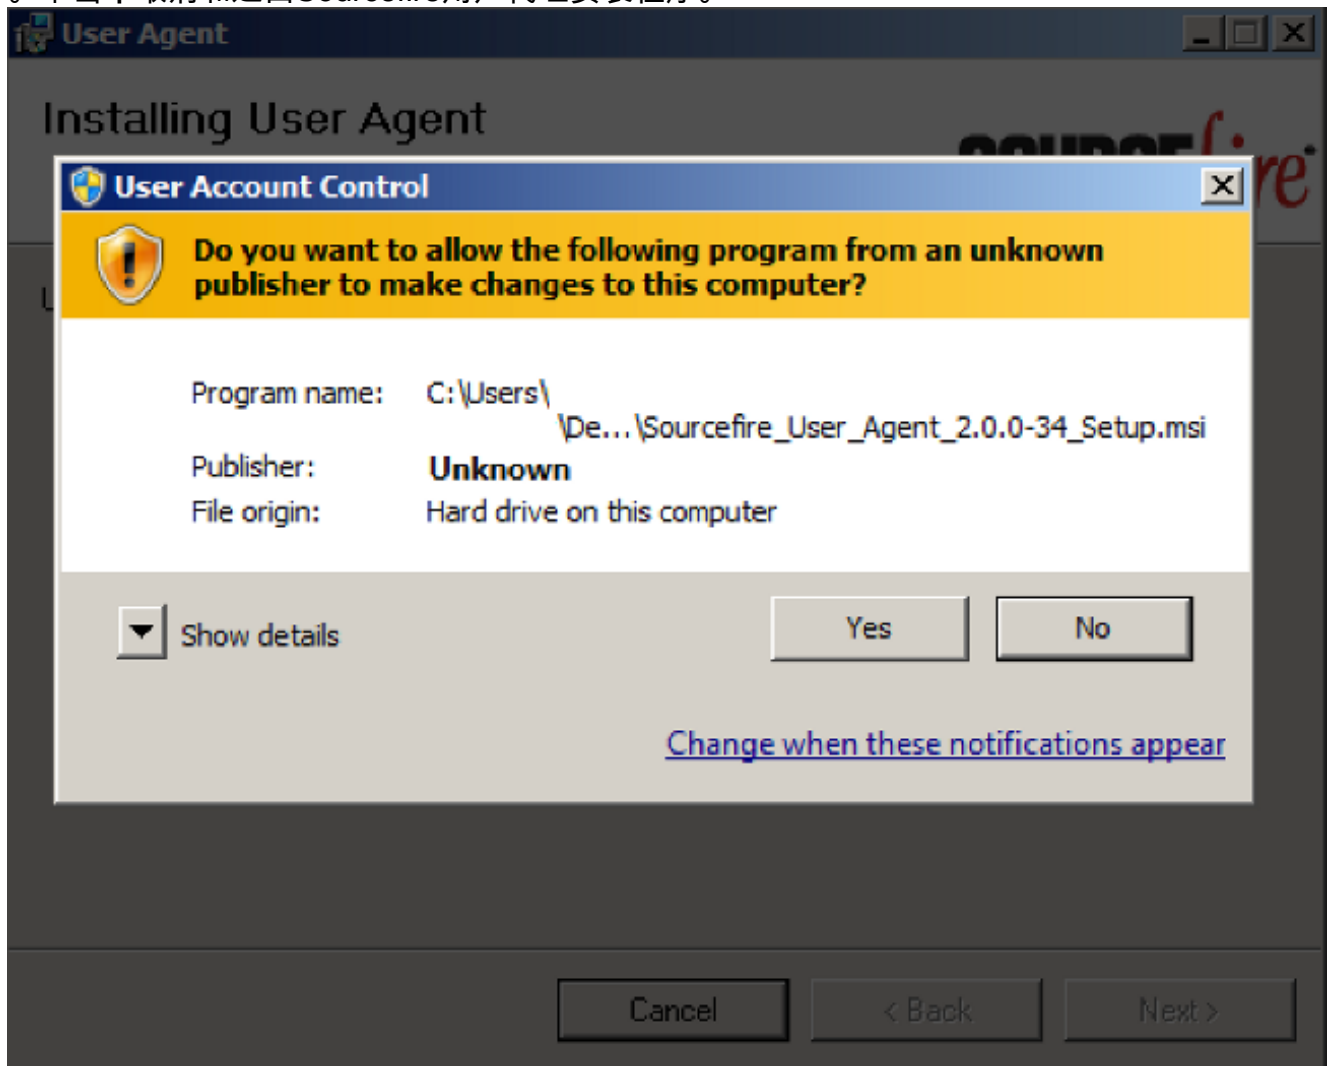 User Agent
Installing User Agent
User Account Control
Do you want to allow the following program from an unknown
publisher to make changes to this computer?
Program name: C:\Users\
\De...\Sourcefire_User_Agent_2.0.0-34_Setup.msi
Publisher: Unknown
File origin: Hard drive on this computer
Show details
Yes
No
Change when these notifications appear
Cancel
< Back
Next >